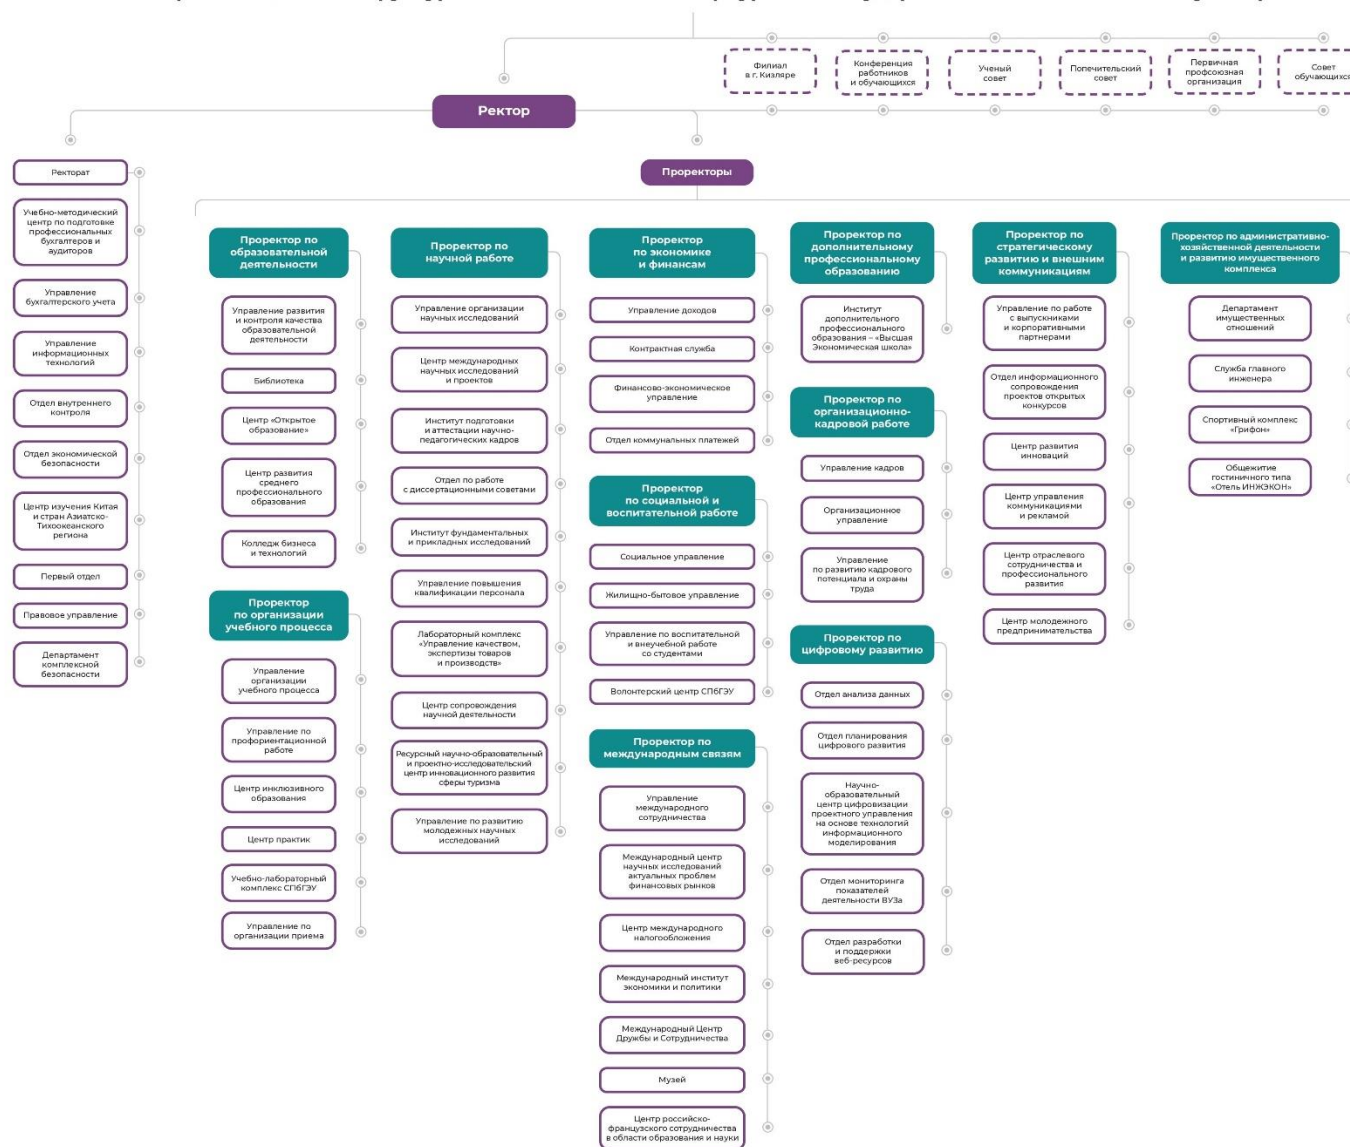 Филиал
в г. Кизляре
Конференция
работников
и обучающихся
Ученый
совет
Попечительский
совет
Первичная
профсоюзная
организация
Совет
обучающихся
Ректор
Проректоры
Ректорат
Учебно-методический
центр по подготовке
профессиональных
бухгалтеров и
аудиторов
Управление
бухгалтерского учета
Управление
информационных
технологий
Отдел внутреннего
контроля
Отдел экономической
безопасности
Центр изучения Китая
и стран Азиатско-
Тихоокеанского
региона
Первый отдел
Правовое управление
Департамент
комплексной
безопасности
Проректор по
образовательной
деятельности
Управление развития
и контроля качества
образовательной
деятельности
Библиотека
Центр «Открытое
образование»
Центр развития
среднего
профессионального
образования
Колледж бизнеса
и технологий
Проректор
по организации
учебного процесса
Управление
организации
учебного процесса
Управление по
профориентационной
работе
Центр инклюзивного
образования
Центр практик
Учебно-лабораторный
комплекс СПбГЭУ
Управление по
организации приема
Проректор по
научной работе
Управление организации
научных исследований
Центр международных
научных исследований
и проектов
Институт подготовки
и аттестации научно-
педагогических кадров
Отдел по работе
с диссертационными советами
Институт фундаментальных
и прикладных исследований
Управление повышения
квалификации персонала
Лабораторный комплекс
«Управление качеством,
экспертизы товаров
и производств»
Центр сопровождения
научной деятельности
Ресурсный научно-образовательный
и проектно-исследовательский
центр инновационного развития
сферы туризма
Управление по развитию
молодежных научных
исследований
Проректор
по экономике
и финансам
Управление доходов
Контрактная служба
Финансово-экономическое
управление
Отдел коммунальных платежей
Проректор
по социальной и
воспитательной работе
Социальное управление
Жилищно-бытовое управление
Управление по воспитательной
и внеучебной работе
со студентами
Волонтерский центр СПбГЭУ
Проректор по
международным связям
Управление
международного
сотрудничества
Международный центр
научных исследований
актуальных проблем
финансовых рынков
Центр международного
налогообложения
Международный институт
экономики и политики
Международный Центр
Дружбы и Сотрудничества
Музей
Центр российско-
французского сотрудничества
в области образования и науки
Проректор по
дополнительному
профессиональному
образованию
Институт
дополнительного
профессионального
образования – «Высшая
Экономическая школа»
Проректор по
организационно-
кадровой работе
Управление кадров
Организационное
управление
Управление
по развитию кадрового
потенциала и охраны
труда
Проректор по
цифровому развитию
Отдел анализа данных
Отдел планирования
цифрового развития
Научно-
образовательный
центр цифровизации
проектного управления
на основе технологий
информационного
моделирования
Отдел мониторинга
показателей
деятельности ВУЗа
Отдел разработки
и поддержки
веб-ресурсов
Проректор по
стратегическому
развитию и внешним
коммуникациям
Управление по работе
с выпускниками
и корпоративными
партнерами
Отдел информационного
сопровождения
проектов открытых
конкурсов
Центр развития
инноваций
Центр управления
коммуникациями
и рекламой
Центр отраслевого
сотрудничества и
профессионального
развития
Центр молодежного
предпринимательства
Проректор по административно-
хозяйственной деятельности
и развитию имущественного
комплекса
Департамент
имущественных
отношений
Служба главного
инженера
Спортивный комплекс
«Грифон»
Общежитие
гостиничного типа
«Отель ИНЖЭКОН»